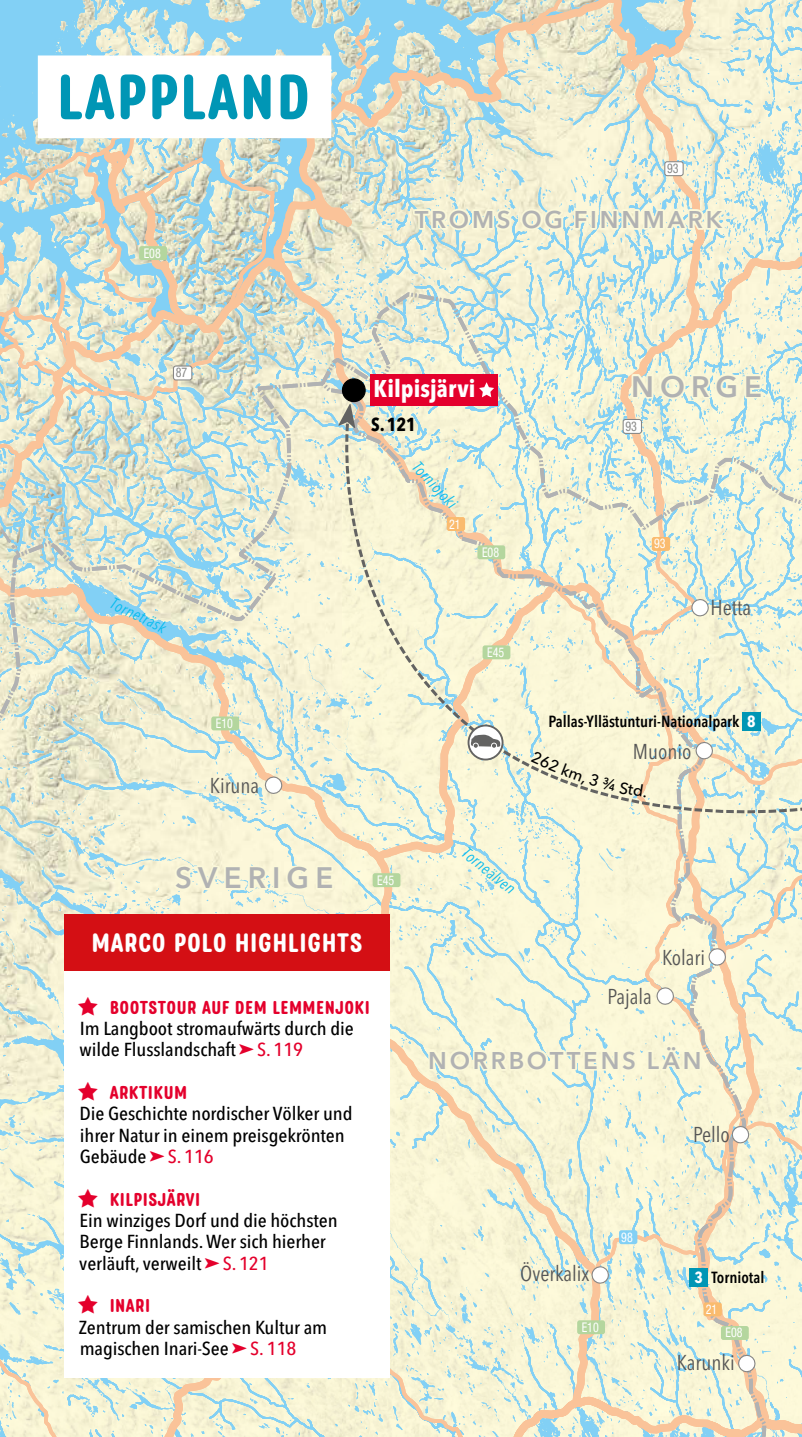 LAPPLAND
93
TROMS OG FINNMARK
E08
87
NORGE
Kilpisjärvi
S. 121
93
Torniojoki
21
E08
93
Hetta
Torneträsk
E45
E10
Pallas-Yllästunturi-Nationalpark 8
Muonio
262 km, 3 ¾ Std.
Kiruna
SVERIGE
E45
Torneälven
MARCO POLO HIGHLIGHTS
Kolari
Pajala
BOOTSTOUR AUF DEM LEMMENJOKI
Im Langboot stromaufwärts durch die
wilde Flusslandschaft ➤ S. 119
NORRBOTTENS LÄN
ARKTIKUM
Die Geschichte nordischer Völker und
ihrer Natur in einem preisgekrönten
Gebäude ➤ S. 116
Pello
KILPISJÄRVI
Ein winziges Dorf und die höchsten
Berge Finnlands. Wer sich hierher
verläuft, verweilt ➤ S. 121
98
Överkalix
3 Torniotal
INARI
Zentrum der samischen Kultur am
magischen Inari-See ➤ S. 118
21
E10
E08
Karunki